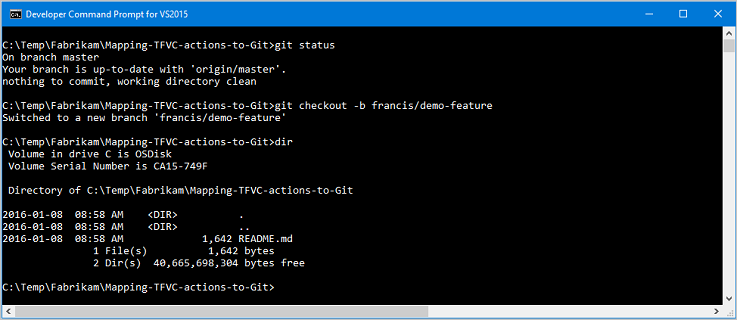 Developer Command Prompt for VS2015
C:\Temp\Fabrikam\Mapping-TFVC-actions-to-Git>git status
On branch master
Your branch is up-to-date with 'origin/master'.
nothing to commit, working directory clean
C:\Temp\Fabrikam\Mapping-TFVC-actions-to-Git>git checkout -b francis/demo-feature
Switched to a new branch 'francis/demo-feature'
C:\Temp\Fabrikam\Mapping-TFVC-actions-to-Git>dir
Volume in drive C is OSDisk
Volume Serial Number is CA15-749F
Directory of C:\Temp\Fabrikam\Mapping-TFVC-actions-to-Git
2016-01-08  08:58 AM    <DIR>          .
2016-01-08  08:58 AM    <DIR>          ..
2016-01-08  08:58 AM             1,642 README.md
1 File(s)          1,642 bytes
2 Dir(s)  40,665,698,304 bytes free
C:\Temp\Fabrikam\Mapping-TFVC-actions-to-Git>